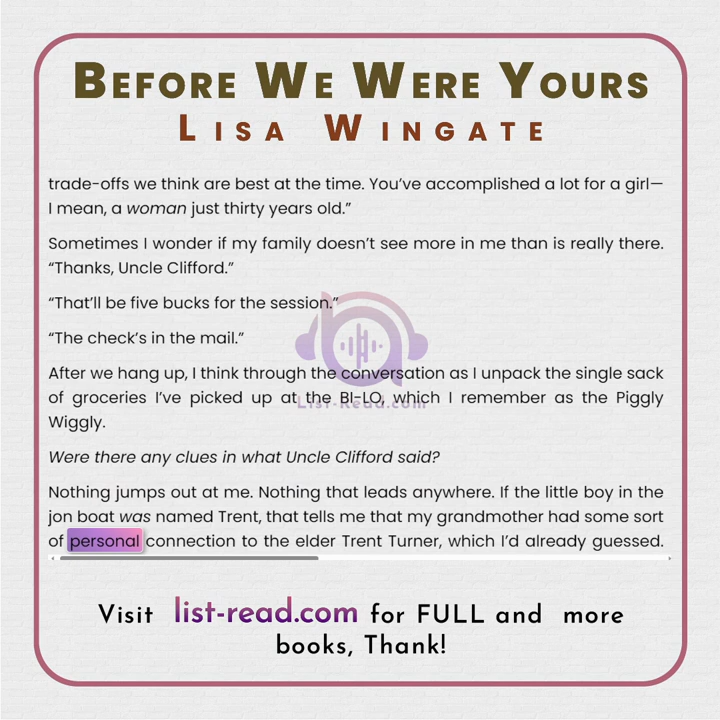 BEFORE WE WERE YOURS
LISA WINGATE
trade-offs we think are best at the time. You’ve accomplished a lot for a girl—
I mean, a woman just thirty years old.”
Sometimes I wonder if my family doesn’t see more in me than is really there.
“Thanks, Uncle Clifford.”
“That’ll be five bucks for the session.”
“The check’s in the mail.”
After we hang up, I think through the conversation as I unpack the single sack
of groceries I’ve picked up at the BI-LO, which I remember as the Piggly
List-Read.com
Wiggly.
Were there any clues in what Uncle Clifford said?
Nothing jumps out at me. Nothing that leads anywhere. If the little boy in the
jon boat was named Trent, that tells me that my grandmother had some sort
of personal connection to the elder Trent Turner, which I’d already guessed.
Visit list-read.com for FULL and more
books, Thank!